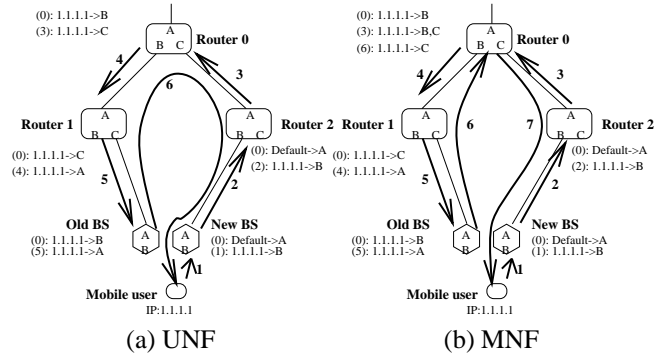 (0): 1.1.1.1->B
(3): 1.1.1.1->C
A
B C
Router 0
4
3
6
Router 1
A
B C
A
B C
Router 2
(0): 1.1.1.1->C
(4): 1.1.1.1->A
(0): Default->A
(2): 1.1.1.1->B
5
2
Old BS
New BS
(0): 1.1.1.1->B
(5): 1.1.1.1->A
A
B
A
B
(0): Default->A
(1): 1.1.1.1->B
1
Mobile user
IP:1.1.1.1
(a) UNF
(0): 1.1.1.1->B
(3): 1.1.1.1->B,C
(6): 1.1.1.1->C
A
B C
Router 0
4
3
Router 1
A
B C
6
7
A
B C
Router 2
(0): 1.1.1.1->C
(4): 1.1.1.1->A
(0): Default->A
(2): 1.1.1.1->B
5
2
Old BS
New BS
(0): 1.1.1.1->B
(5): 1.1.1.1->A
A
B
A
B
(0): Default->A
(1): 1.1.1.1->B
1
Mobile user
IP:1.1.1.1
(b) MNF